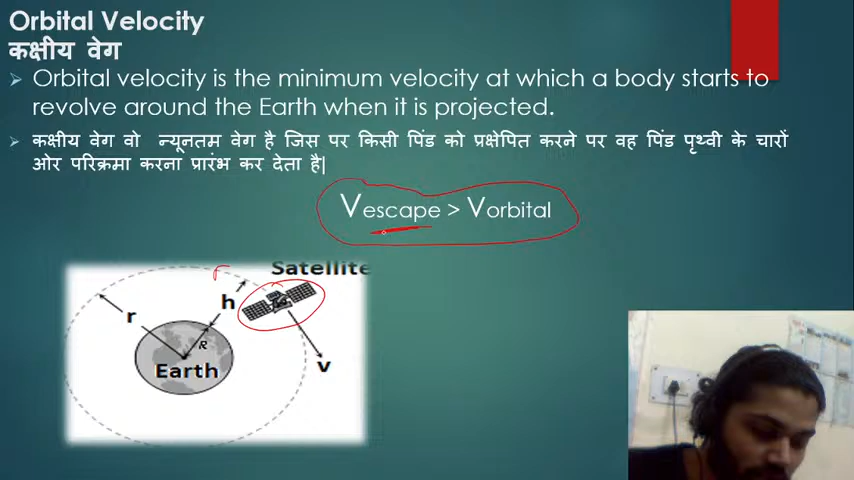 Orbital Velocity
कक्षीय वेग
Orbital velocity is the minimum velocity at which a body starts to
revolve around the Earth when it is projected.
कक्षीय वेग वो न्यूनतम वेग है जिस पर किसी पिंड को प्रक्षेपित करने पर वह पिंड पृथ्वी के चारों
ओर परिक्रमा करना प्रारंभ कर देता है|
Vescape > Vorbital
Satellite
h
r
R
Earth
v